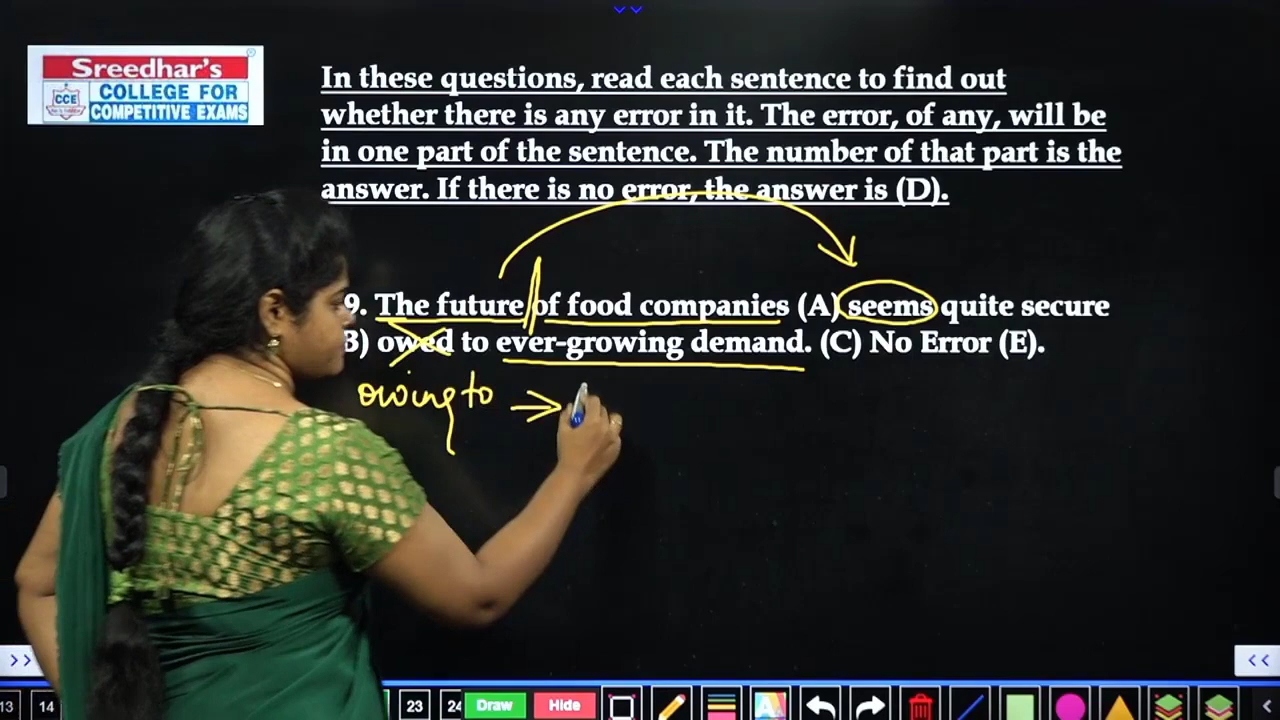 Sreedhar's
CCE
COLLEGE FOR
COMPETITIVE EXAMS
In these questions, read each sentence to find out
whether there is any error in it. The error, of any, will be
in one part of the sentence. The number of that part is the
answer. If there is no error, the answer is (D).
9. The future of food companies (A) seems quite secure
B) owed to ever-growing demand. (C) No Error (E).
owing to →
13 14 23 24 Draw Hide